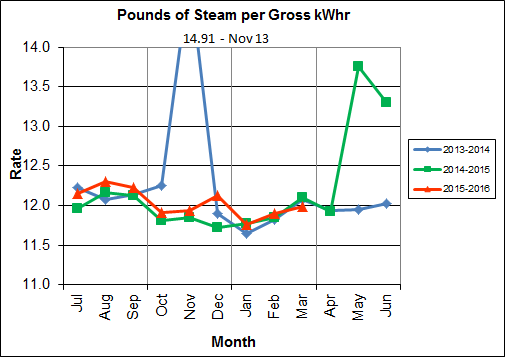 Pounds of Steam per Gross kWhr
14.91 - Nov 13
14.0
13.5
13.0
12.5
12.0
11.5
11.0
Rate
Jul
Aug
Sep
Oct
Nov
Dec
Jan
Feb
Mar
Apr
May
Jun
Month
2013-2014
2014-2015
2015-2016